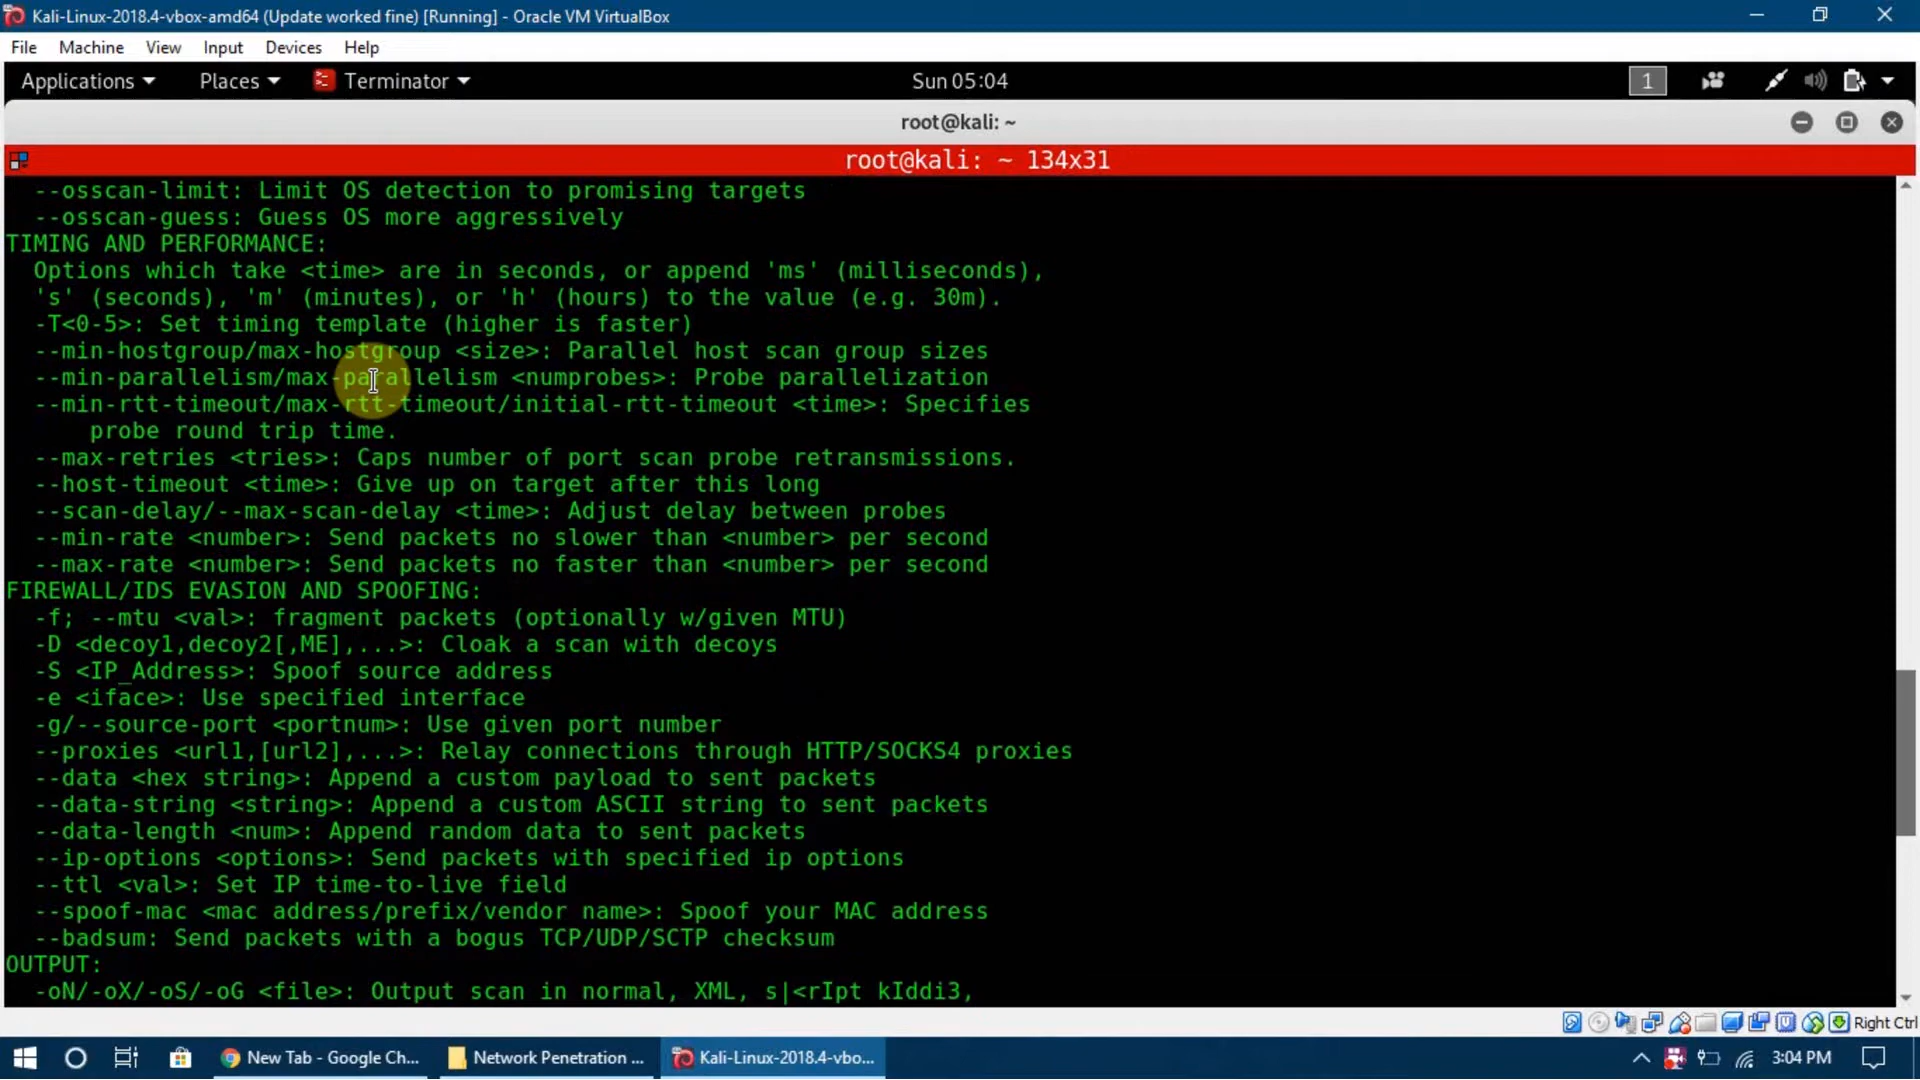 Kali-Linux-2018.4-vbox-amd64 (Update worked fine) [Running] - Oracle VM VirtualBox
File Machine View Input Devices Help
Applications Places Terminator Sun 05:04 1
root@kali: ~
root@kali: ~ 134x31
--osscan-limit: Limit OS detection to promising targets
--osscan-guess: Guess OS more aggressively
TIMING AND PERFORMANCE:
Options which take <time> are in seconds, or append 'ms' (milliseconds),
's' (seconds), 'm' (minutes), or 'h' (hours) to the value (e.g. 30m).
-T<0-5>: Set timing template (higher is faster)
--min-hostgroup/max-hostgroup <size>: Parallel host scan group sizes
--min-parallelism/max-parallelism <numprobes>: Probe parallelization
--min-rtt-timeout/max-rtt-timeout/initial-rtt-timeout <time>: Specifies
probe round trip time.
--max-retries <tries>: Caps number of port scan probe retransmissions.
--host-timeout <time>: Give up on target after this long
--scan-delay/--max-scan-delay <time>: Adjust delay between probes
--min-rate <number>: Send packets no slower than <number> per second
--max-rate <number>: Send packets no faster than <number> per second
FIREWALL/IDS EVASION AND SPOOFING:
-f; --mtu <val>: fragment packets (optionally w/given MTU)
-D <decoy1,decoy2[,ME],...>: Cloak a scan with decoys
-S <IP_Address>: Spoof source address
-e <iface>: Use specified interface
-g/--source-port <portnum>: Use given port number
--proxies <url1,[url2],...>: Relay connections through HTTP/SOCKS4 proxies
--data <hex string>: Append a custom payload to sent packets
--data-string <string>: Append a custom ASCII string to sent packets
--data-length <num>: Append random data to sent packets
--ip-options <options>: Send packets with specified ip options
--ttl <val>: Set IP time-to-live field
--spoof-mac <mac address/prefix/vendor name>: Spoof your MAC address
--badsum: Send packets with a bogus TCP/UDP/SCTP checksum
OUTPUT:
-oN/-oX/-oS/-oG <file>: Output scan in normal, XML, s|<rIpt kIddi3,
Right Ctrl
New Tab - Google Ch... Network Penetration ... Kali-Linux-2018.4-vbo... 3:04 PM